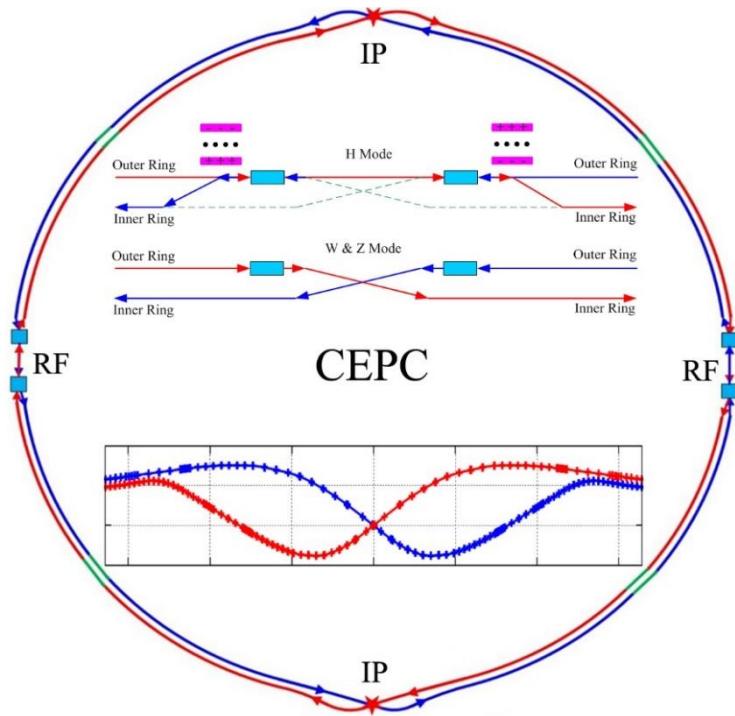 IP
- - -
- + + +
• • • •
• • • •
+ + +
- - -
H Mode
Outer Ring
Outer Ring
Inner Ring
Inner Ring
W & Z Mode
Outer Ring
Outer Ring
Inner Ring
Inner Ring
RF
CEPC
RF
IP